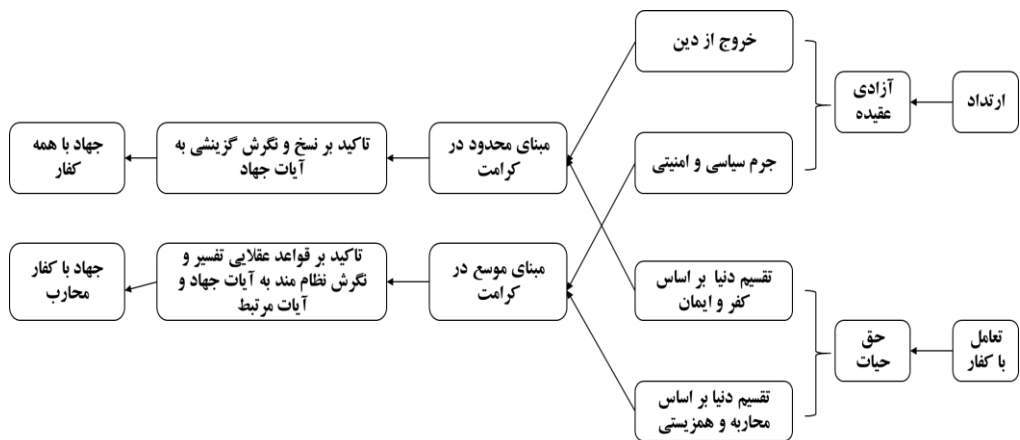 ارتداد
آزادی
عقیده
خروج از دین
جرم سیاسی و امنیتی
تعامل
با کفار
حق
حیات
تقسیم دنیا بر اساس
کفر و ایمان
تقسیم دنیا بر اساس
محاربه و همزیستی
مبنای محدود در
کرامت
تاکید بر نسخ و نگرش گزینشی به
آیات جهاد
جهاد با همه
کفار
مبنای موسع در
کرامت
تاکید بر قواعد عقلایی تفسیر و
نگرش نظام مند به آیات جهاد و
آیات مرتبط
جهاد با کفار
محارب